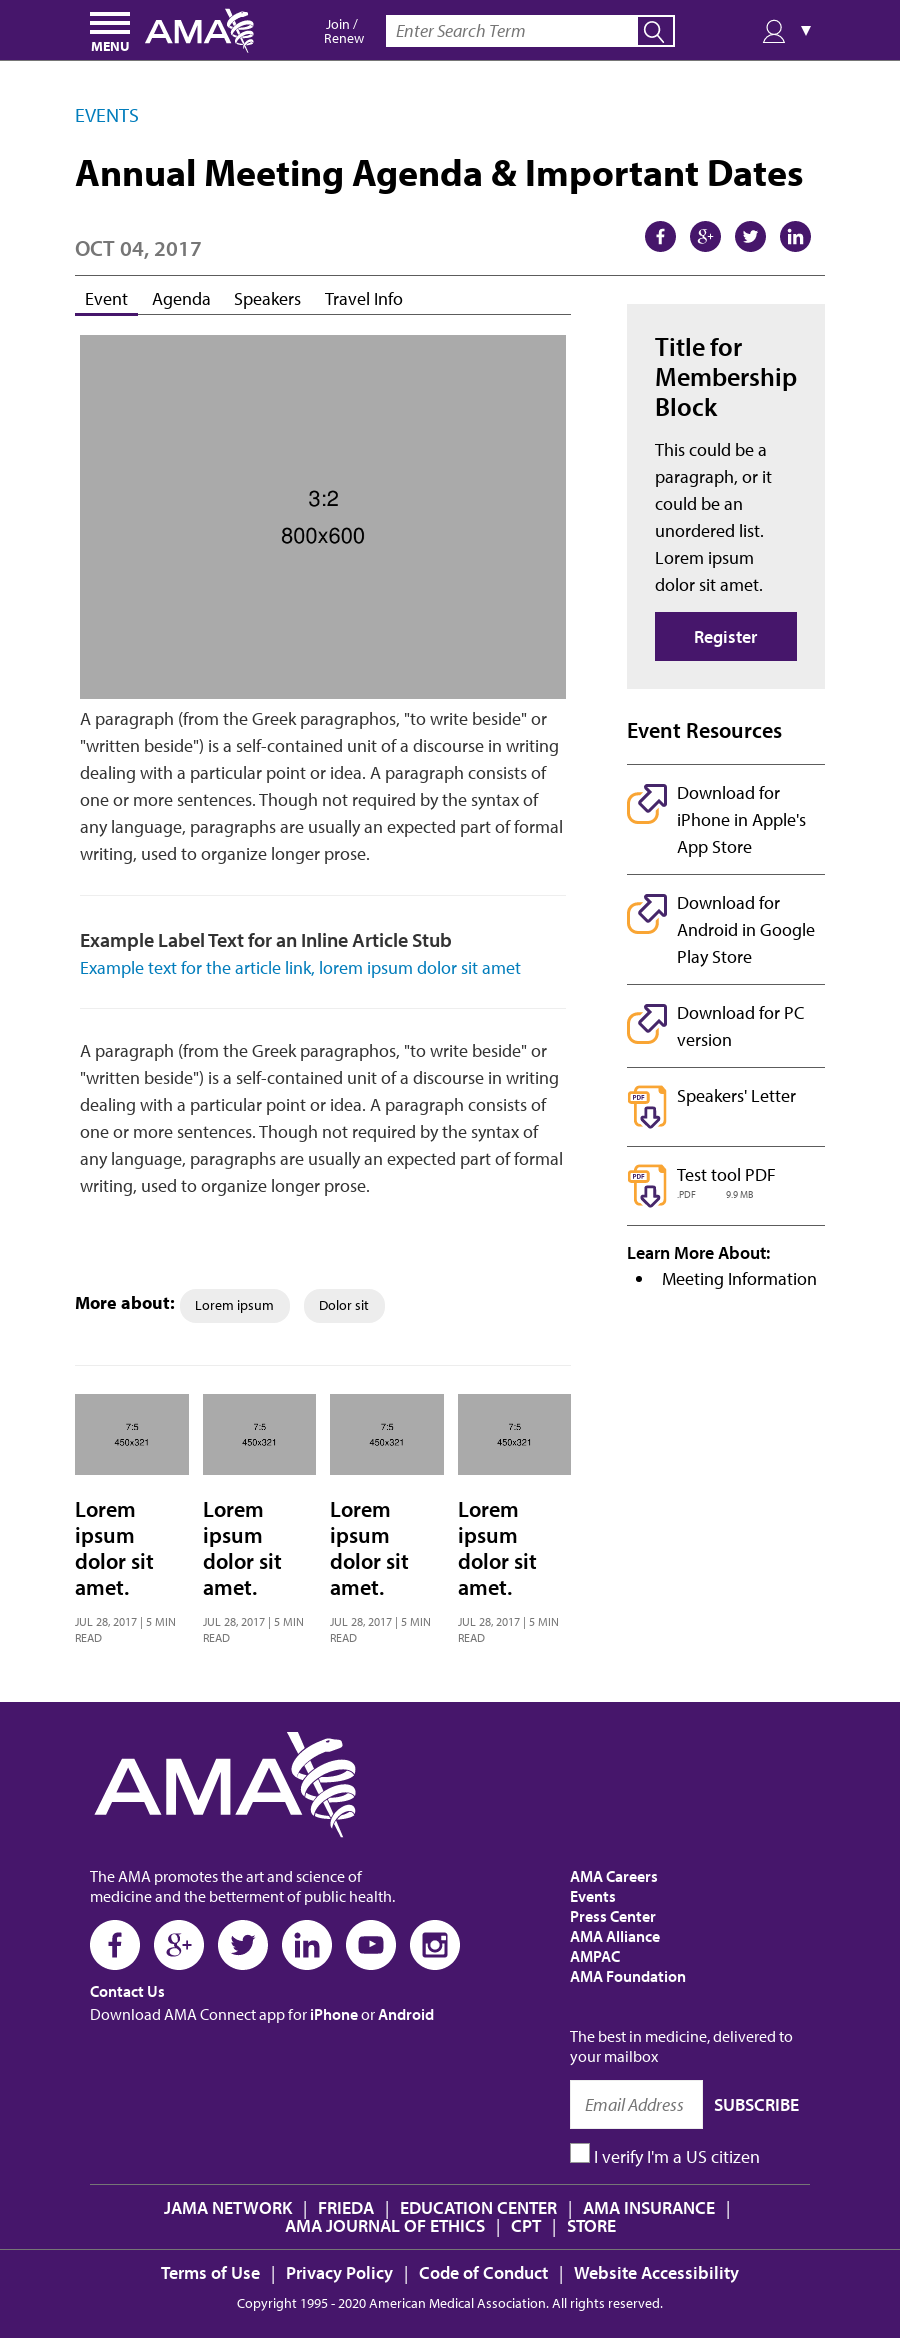 MENU
AMA
Join /
Renew
Enter Search Term
▼
EVENTS
Annual Meeting Agenda & Important Dates
OCT 04, 2017
Event
Agenda
Speakers
Travel Info
3:2
800x600
A paragraph (from the Greek paragraphos, "to write beside" or
"written beside") is a self-contained unit of a discourse in writing
dealing with a particular point or idea. A paragraph consists of
one or more sentences. Though not required by the syntax of
any language, paragraphs are usually an expected part of formal
writing, used to organize longer prose.
Example Label Text for an Inline Article Stub
Example text for the article link, lorem ipsum dolor sit amet
A paragraph (from the Greek paragraphos, "to write beside" or
"written beside") is a self-contained unit of a discourse in writing
dealing with a particular point or idea. A paragraph consists of
one or more sentences. Though not required by the syntax of
any language, paragraphs are usually an expected part of formal
writing, used to organize longer prose.
More about:
Lorem ipsum
Dolor sit
Title for
Membership
Block
This could be a
paragraph, or it
could be an
unordered list.
Lorem ipsum
dolor sit amet.
Register
Event Resources
Download for
iPhone in Apple's
App Store
Download for
Android in Google
Play Store
Download for PC
version
PDF
Speakers' Letter
PDF
Test tool PDF
.PDF 9.9 MB
Learn More About:
• Meeting Information
7:5
450x321
Lorem
ipsum
dolor sit
amet.
JUL 28, 2017 | 5 MIN
READ
7:5
450x321
Lorem
ipsum
dolor sit
amet.
JUL 28, 2017 | 5 MIN
READ
7:5
450x321
Lorem
ipsum
dolor sit
amet.
JUL 28, 2017 | 5 MIN
READ
7:5
450x321
Lorem
ipsum
dolor sit
amet.
JUL 28, 2017 | 5 MIN
READ
AMA
The AMA promotes the art and science of
medicine and the betterment of public health.
Contact Us
Download AMA Connect app for iPhone or Android
AMA Careers
Events
Press Center
AMA Alliance
AMPAC
AMA Foundation
The best in medicine, delivered to
your mailbox
Email Address
SUBSCRIBE
I verify I'm a US citizen
JAMA NETWORK | FRIEDA | EDUCATION CENTER | AMA INSURANCE |
AMA JOURNAL OF ETHICS | CPT | STORE
Terms of Use | Privacy Policy | Code of Conduct | Website Accessibility
Copyright 1995 - 2020 American Medical Association. All rights reserved.